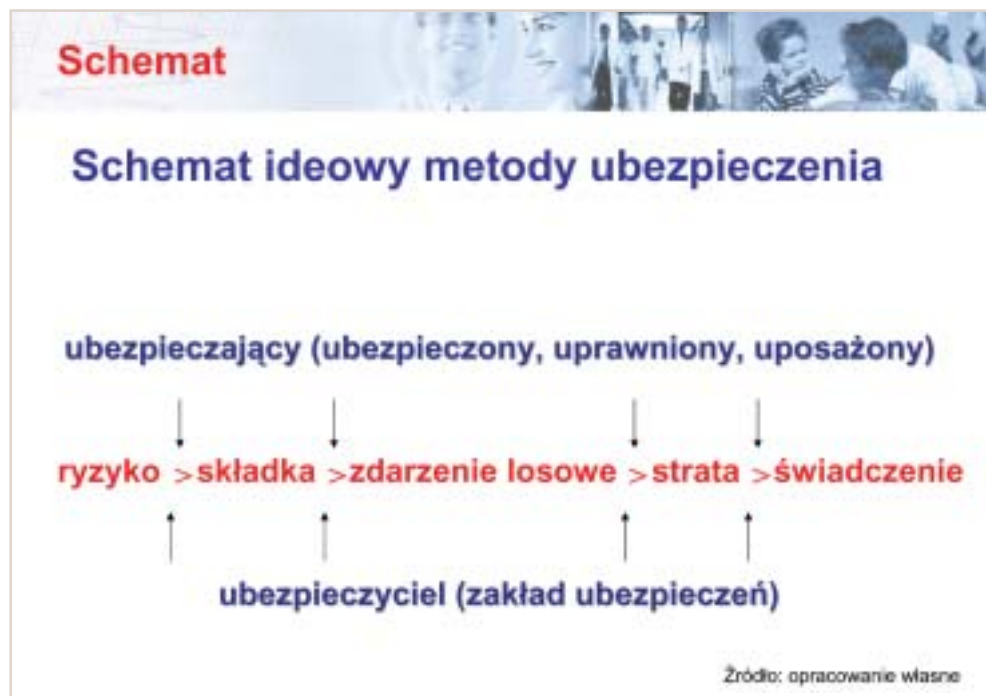 Schemat
Schemat ideowy metody ubezpieczenia
ubezpieczający (ubezpieczony, uprawniony, uposażony)
ryzyko >składka >zdarzenie losowe >strata >świadczenie
ubezpieczyciel (zakład ubezpieczeń)
Źródło: opracowanie własne